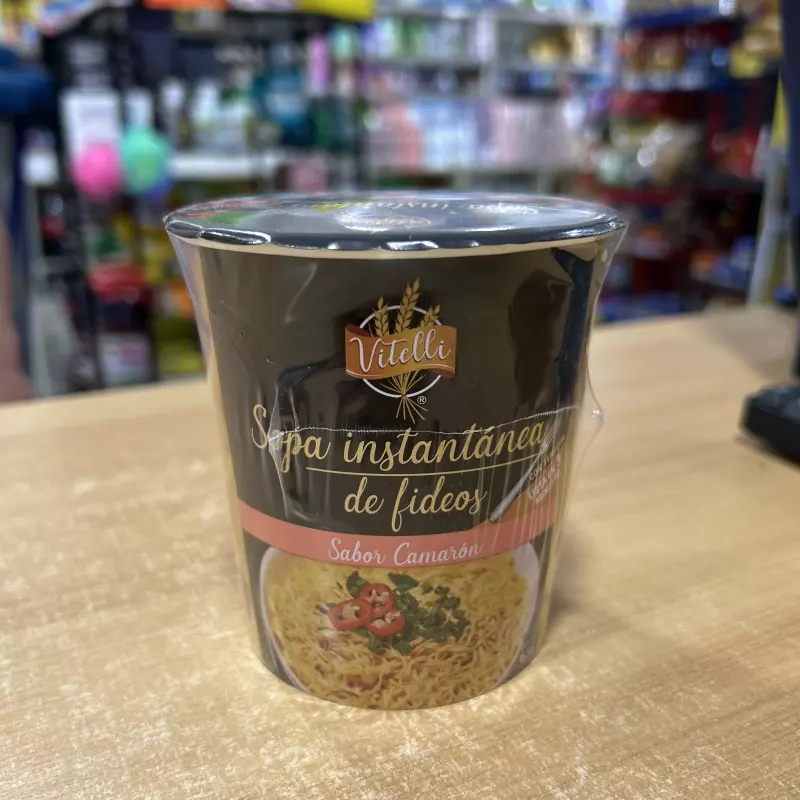 Vitelli
®
Sopa instantánea
de fideos
Sabor Camarón